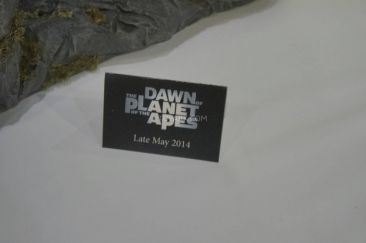 DAWN
THE PLANET OF
OF THE APES
Late May 2014